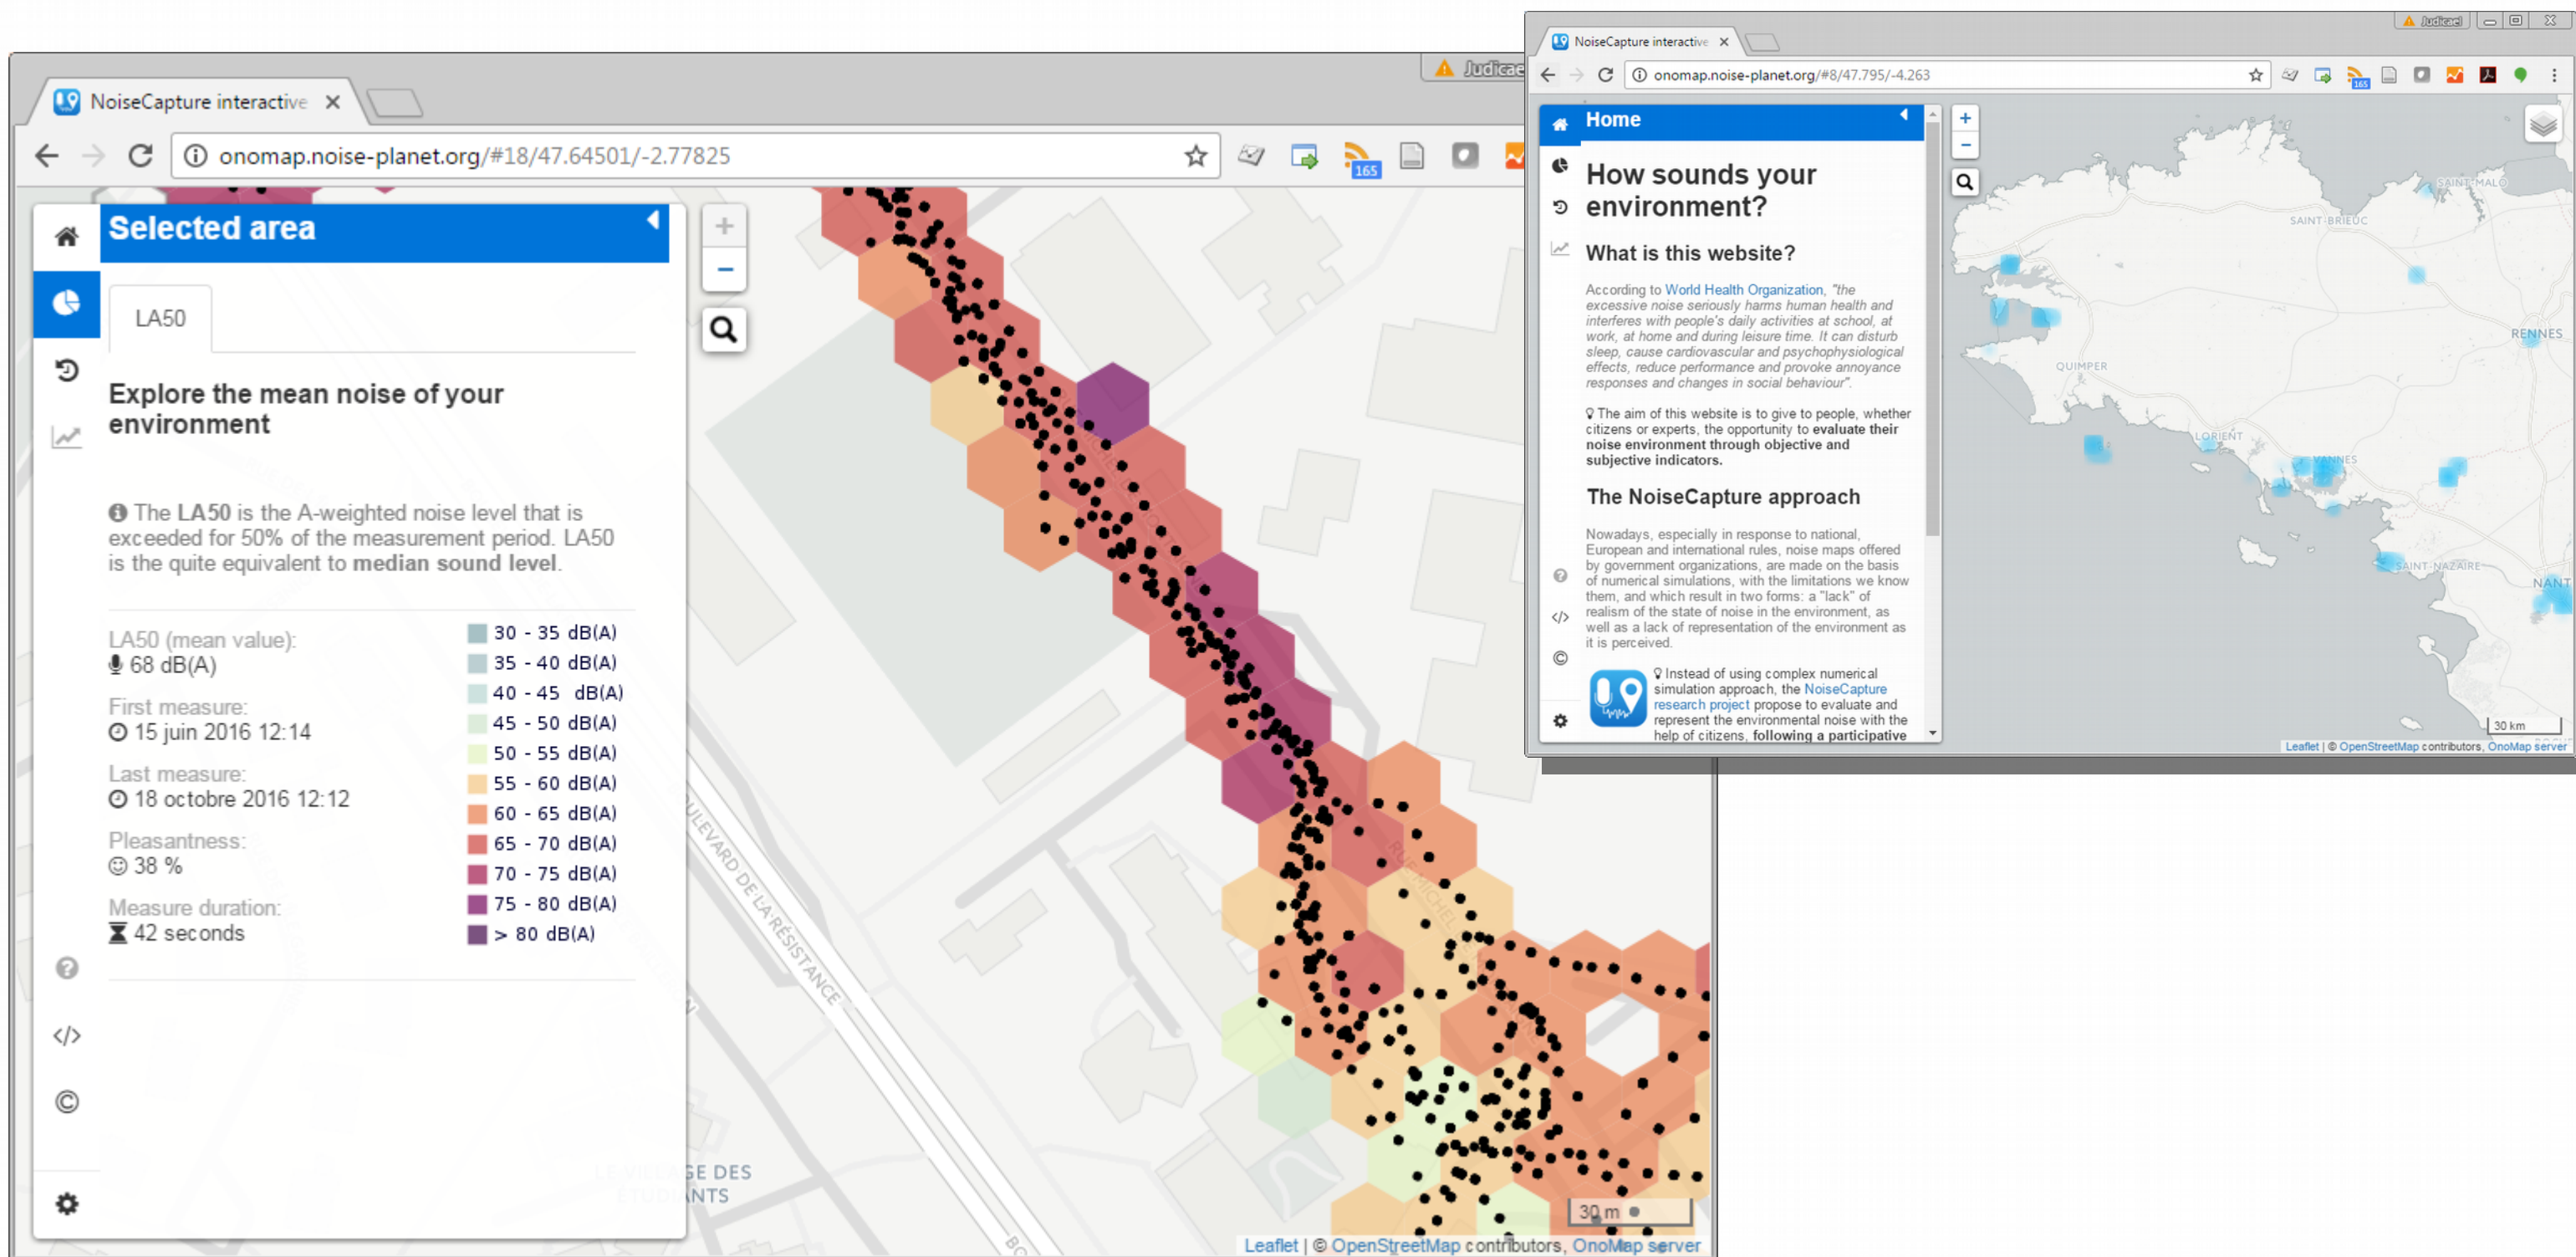 Judicae
NoiseCapture interactive
onomap.noise-planet.org/#18/47.64501/-2.77825
165
Selected area
LA50
Explore the mean noise of your
environment
The LA50 is the A-weighted noise level that is
exceeded for 50% of the measurement period. LA50
is the quite equivalent to median sound level.
LA50 (mean value):
68 dB(A)
First measure:
15 juin 2016 12:14
Last measure:
18 octobre 2016 12:12
Pleasantness:
38 %
Measure duration:
42 seconds
30 - 35 dB(A)
35 - 40 dB(A)
40 - 45 dB(A)
45 - 50 dB(A)
50 - 55 dB(A)
55 - 60 dB(A)
60 - 65 dB(A)
65 - 70 dB(A)
70 - 75 dB(A)
75 - 80 dB(A)
> 80 dB(A)
BOULEVARD DE LA RÉSISTANCE
LE VILLAGE DES
ÉTUDIANTS
BO
30 m
Leaflet | © OpenStreetMap contributors, OnoMap server
Judicael
NoiseCapture interactive
onomap.noise-planet.org/#8/47.795/-4.263
165
Home
How sounds your
environment?
What is this website?
According to World Health Organization, "the
excessive noise seriously harms human health and
interferes with people's daily activities at school, at
work, at home and during leisure time. It can disturb
sleep, cause cardiovascular and psychophysiological
effects, reduce performance and provoke annoyance
responses and changes in social behaviour".
The aim of this website is to give to people, whether
citizens or experts, the opportunity to evaluate their
noise environment through objective and
subjective indicators.
The NoiseCapture approach
Nowadays, especially in response to national,
European and international rules, noise maps offered
by government organizations, are made on the basis
of numerical simulations, with the limitations we know
them, and which result in two forms: a "lack" of
realism of the state of noise in the environment, as
well as a lack of representation of the environment as
it is perceived.
Instead of using complex numerical
simulation approach, the NoiseCapture
research project propose to evaluate and
represent the environmental noise with the
help of citizens, following a participative
SAINT-MALO
SAINT-BRIEUC
RENNES
QUIMPER
LORIENT
VANNES
SAINT-NAZAIRE
NANT
30 km
Leaflet | © OpenStreetMap contributors, OnoMap server